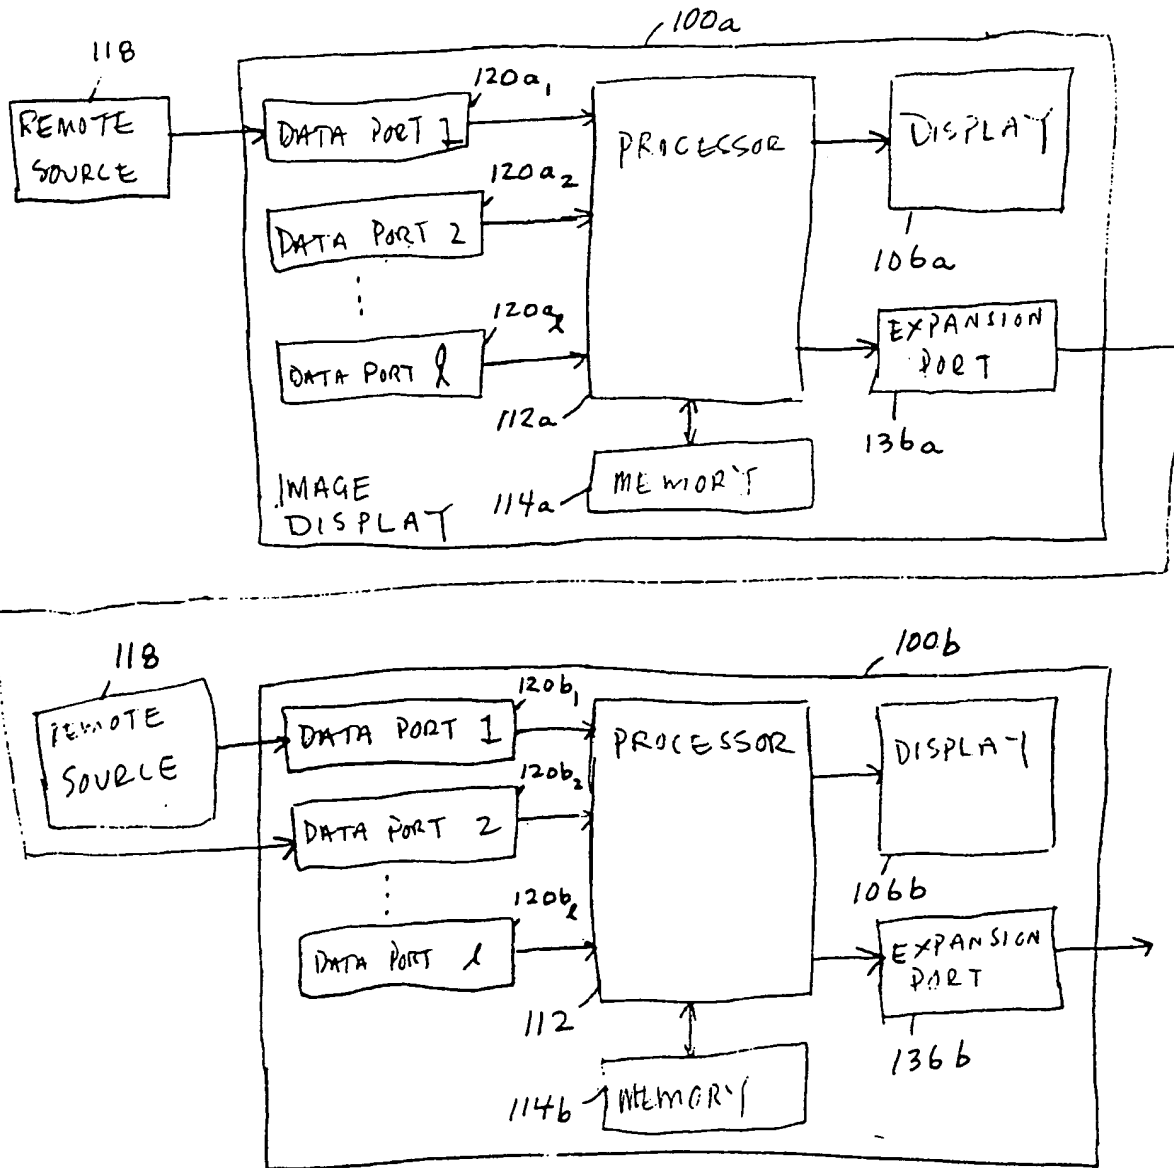 100a
118
REMOTE
SOURCE
DATA PORT 1
120a1
DATA PORT 2
120a2
DATA PORT l
120al
PROCESSOR
112a
MEMORY
114a
DISPLAY
106a
EXPANSION
PORT
136a
IMAGE
DISPLAY
118
REMOTE
SOURCE
100b
DATA PORT 1
120b1
DATA PORT 2
120b2
DATA PORT l
120bl
PROCESSOR
112
MEMORY
114b
DISPLAY
106b
EXPANSION
PORT
136b